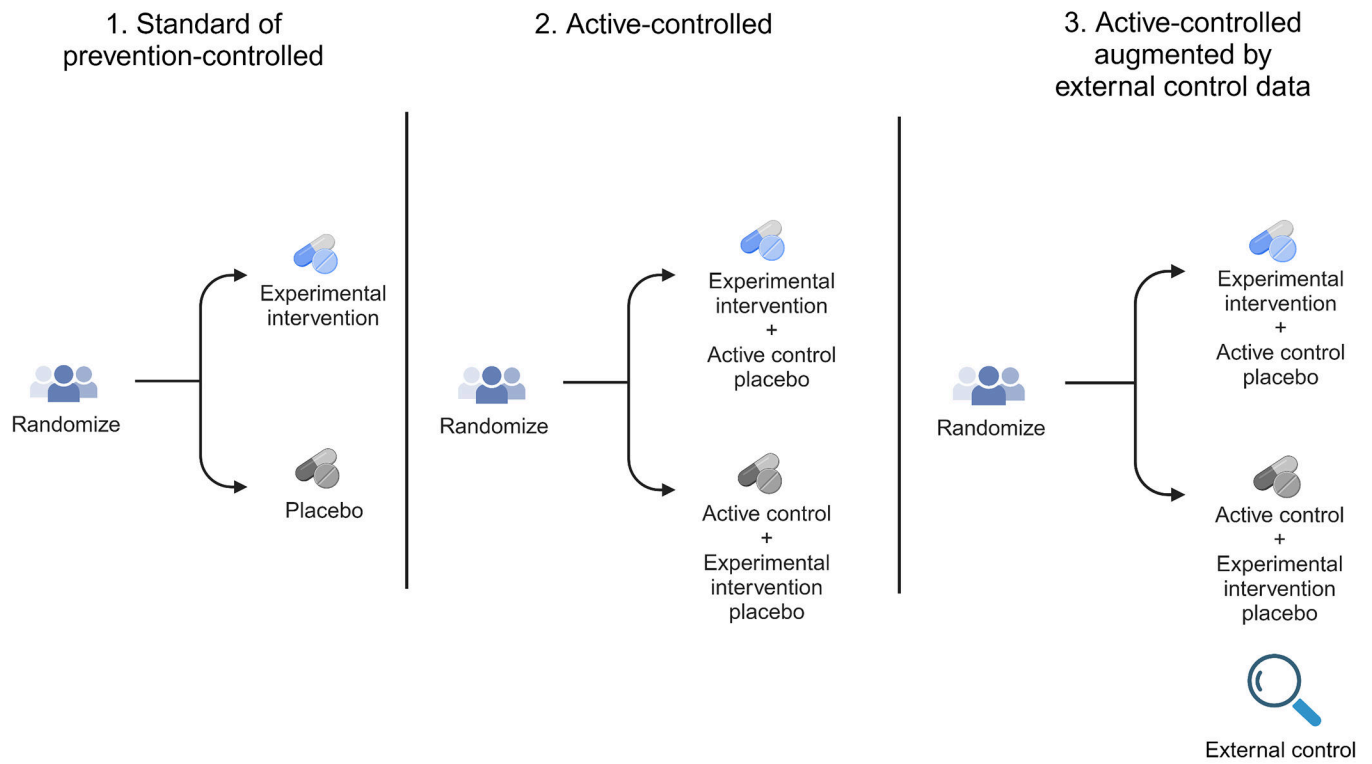 1. Standard of
prevention-controlled
Experimental
intervention
Randomize
Placebo
2. Active-controlled
Experimental
intervention
+
Active control
placebo
Randomize
Active control
+
Experimental
intervention
placebo
3. Active-controlled
augmented by
external control data
Experimental
intervention
+
Active control
placebo
Randomize
Active control
+
Experimental
intervention
placebo
External control